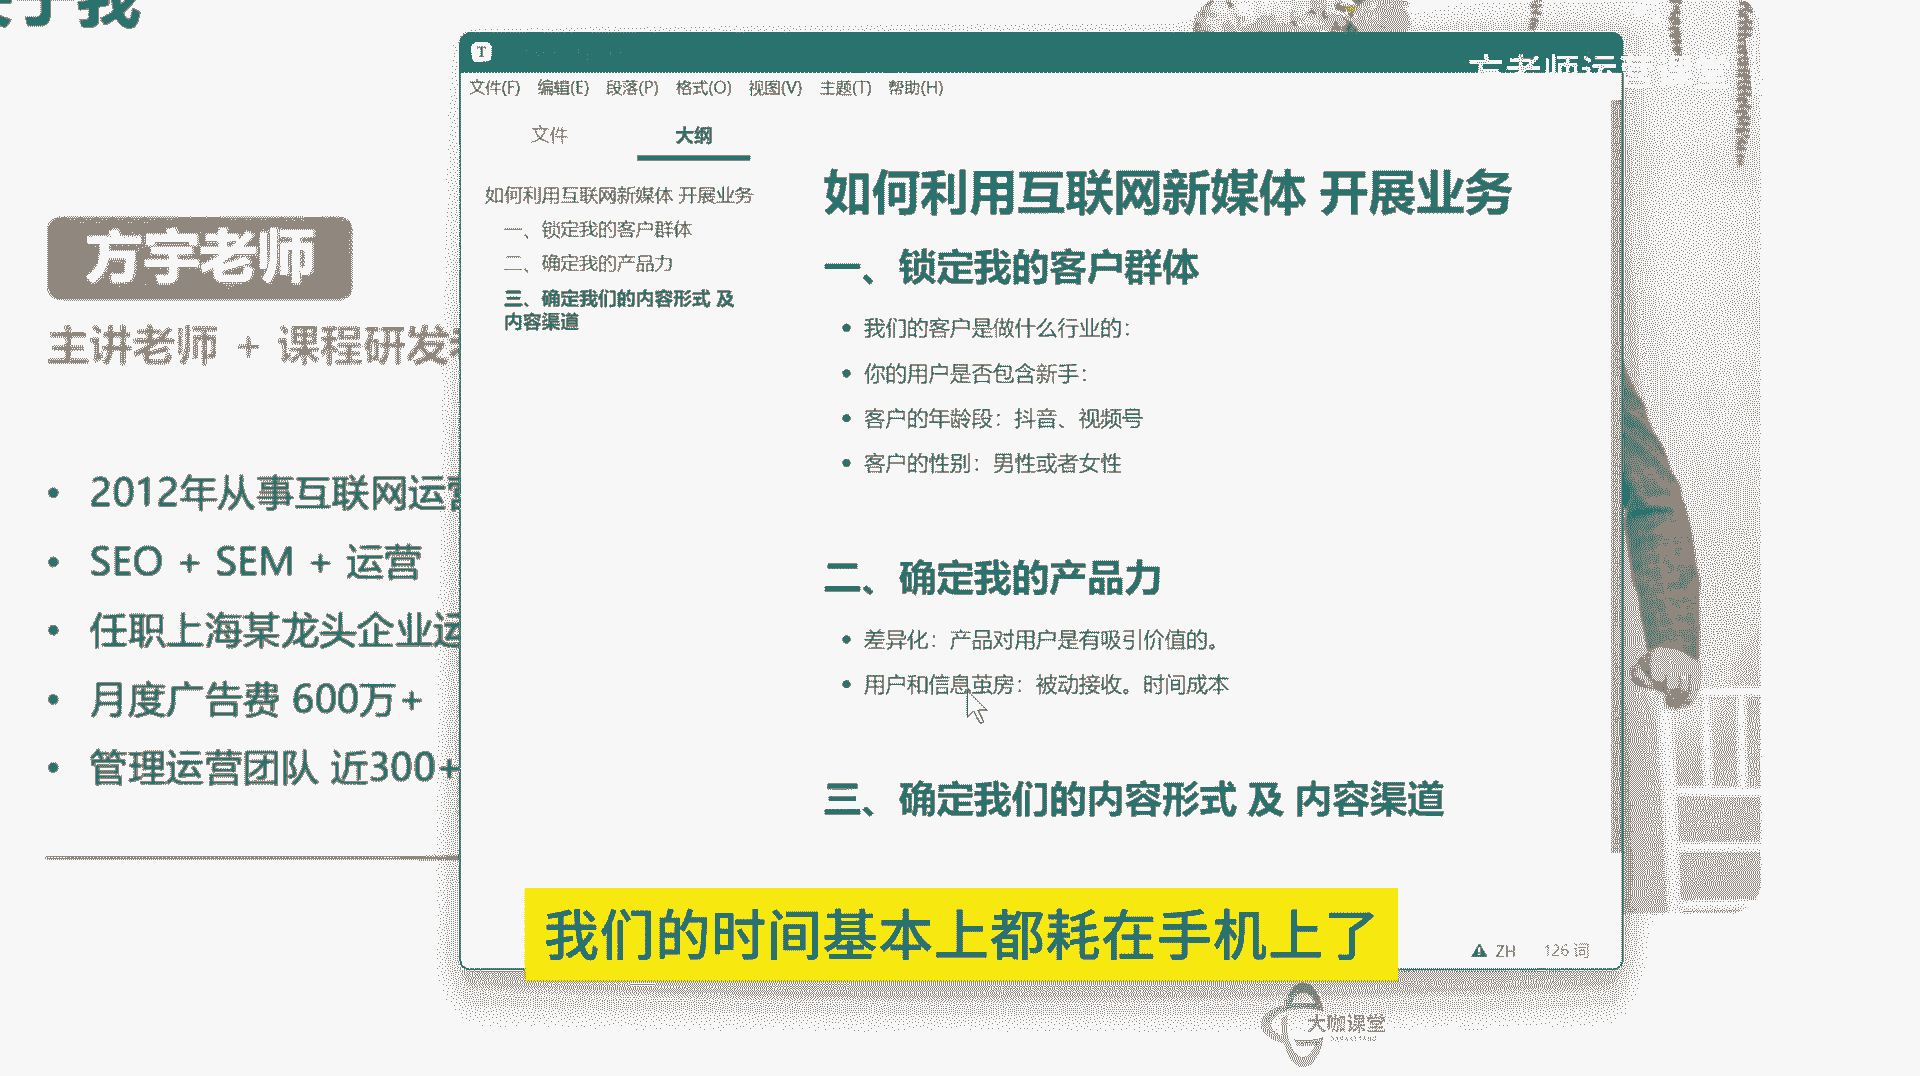 方宇老师
主讲老师 + 课程研发
• 2012年从事互联网运营
• SEO + SEM + 运营
• 任职上海某龙头企业运
• 月度广告费 600万+
• 管理运营团队 近300+
T
方老师运营
文件(F) 编辑(E) 段落(P) 格式(O) 视图(V) 主题(T) 帮助(H)
文件 大纲
如何利用互联网新媒体 开展业务
一、锁定我的客户群体
二、确定我的产品力
三、确定我们的内容形式 及
内容渠道
如何利用互联网新媒体 开展业务
一、锁定我的客户群体
• 我们的客户是做什么行业的：
• 你的用户是否包含新手：
• 客户的年龄段：抖音、视频号
• 客户的性别：男性或者女性
二、确定我的产品力
• 差异化：产品对用户是有吸引价值的。
• 用户和信息茧房：被动接收。时间成本
三、确定我们的内容形式 及 内容渠道
我们的时间基本上都耗在手机上了
ZH 126 词
大咖课堂